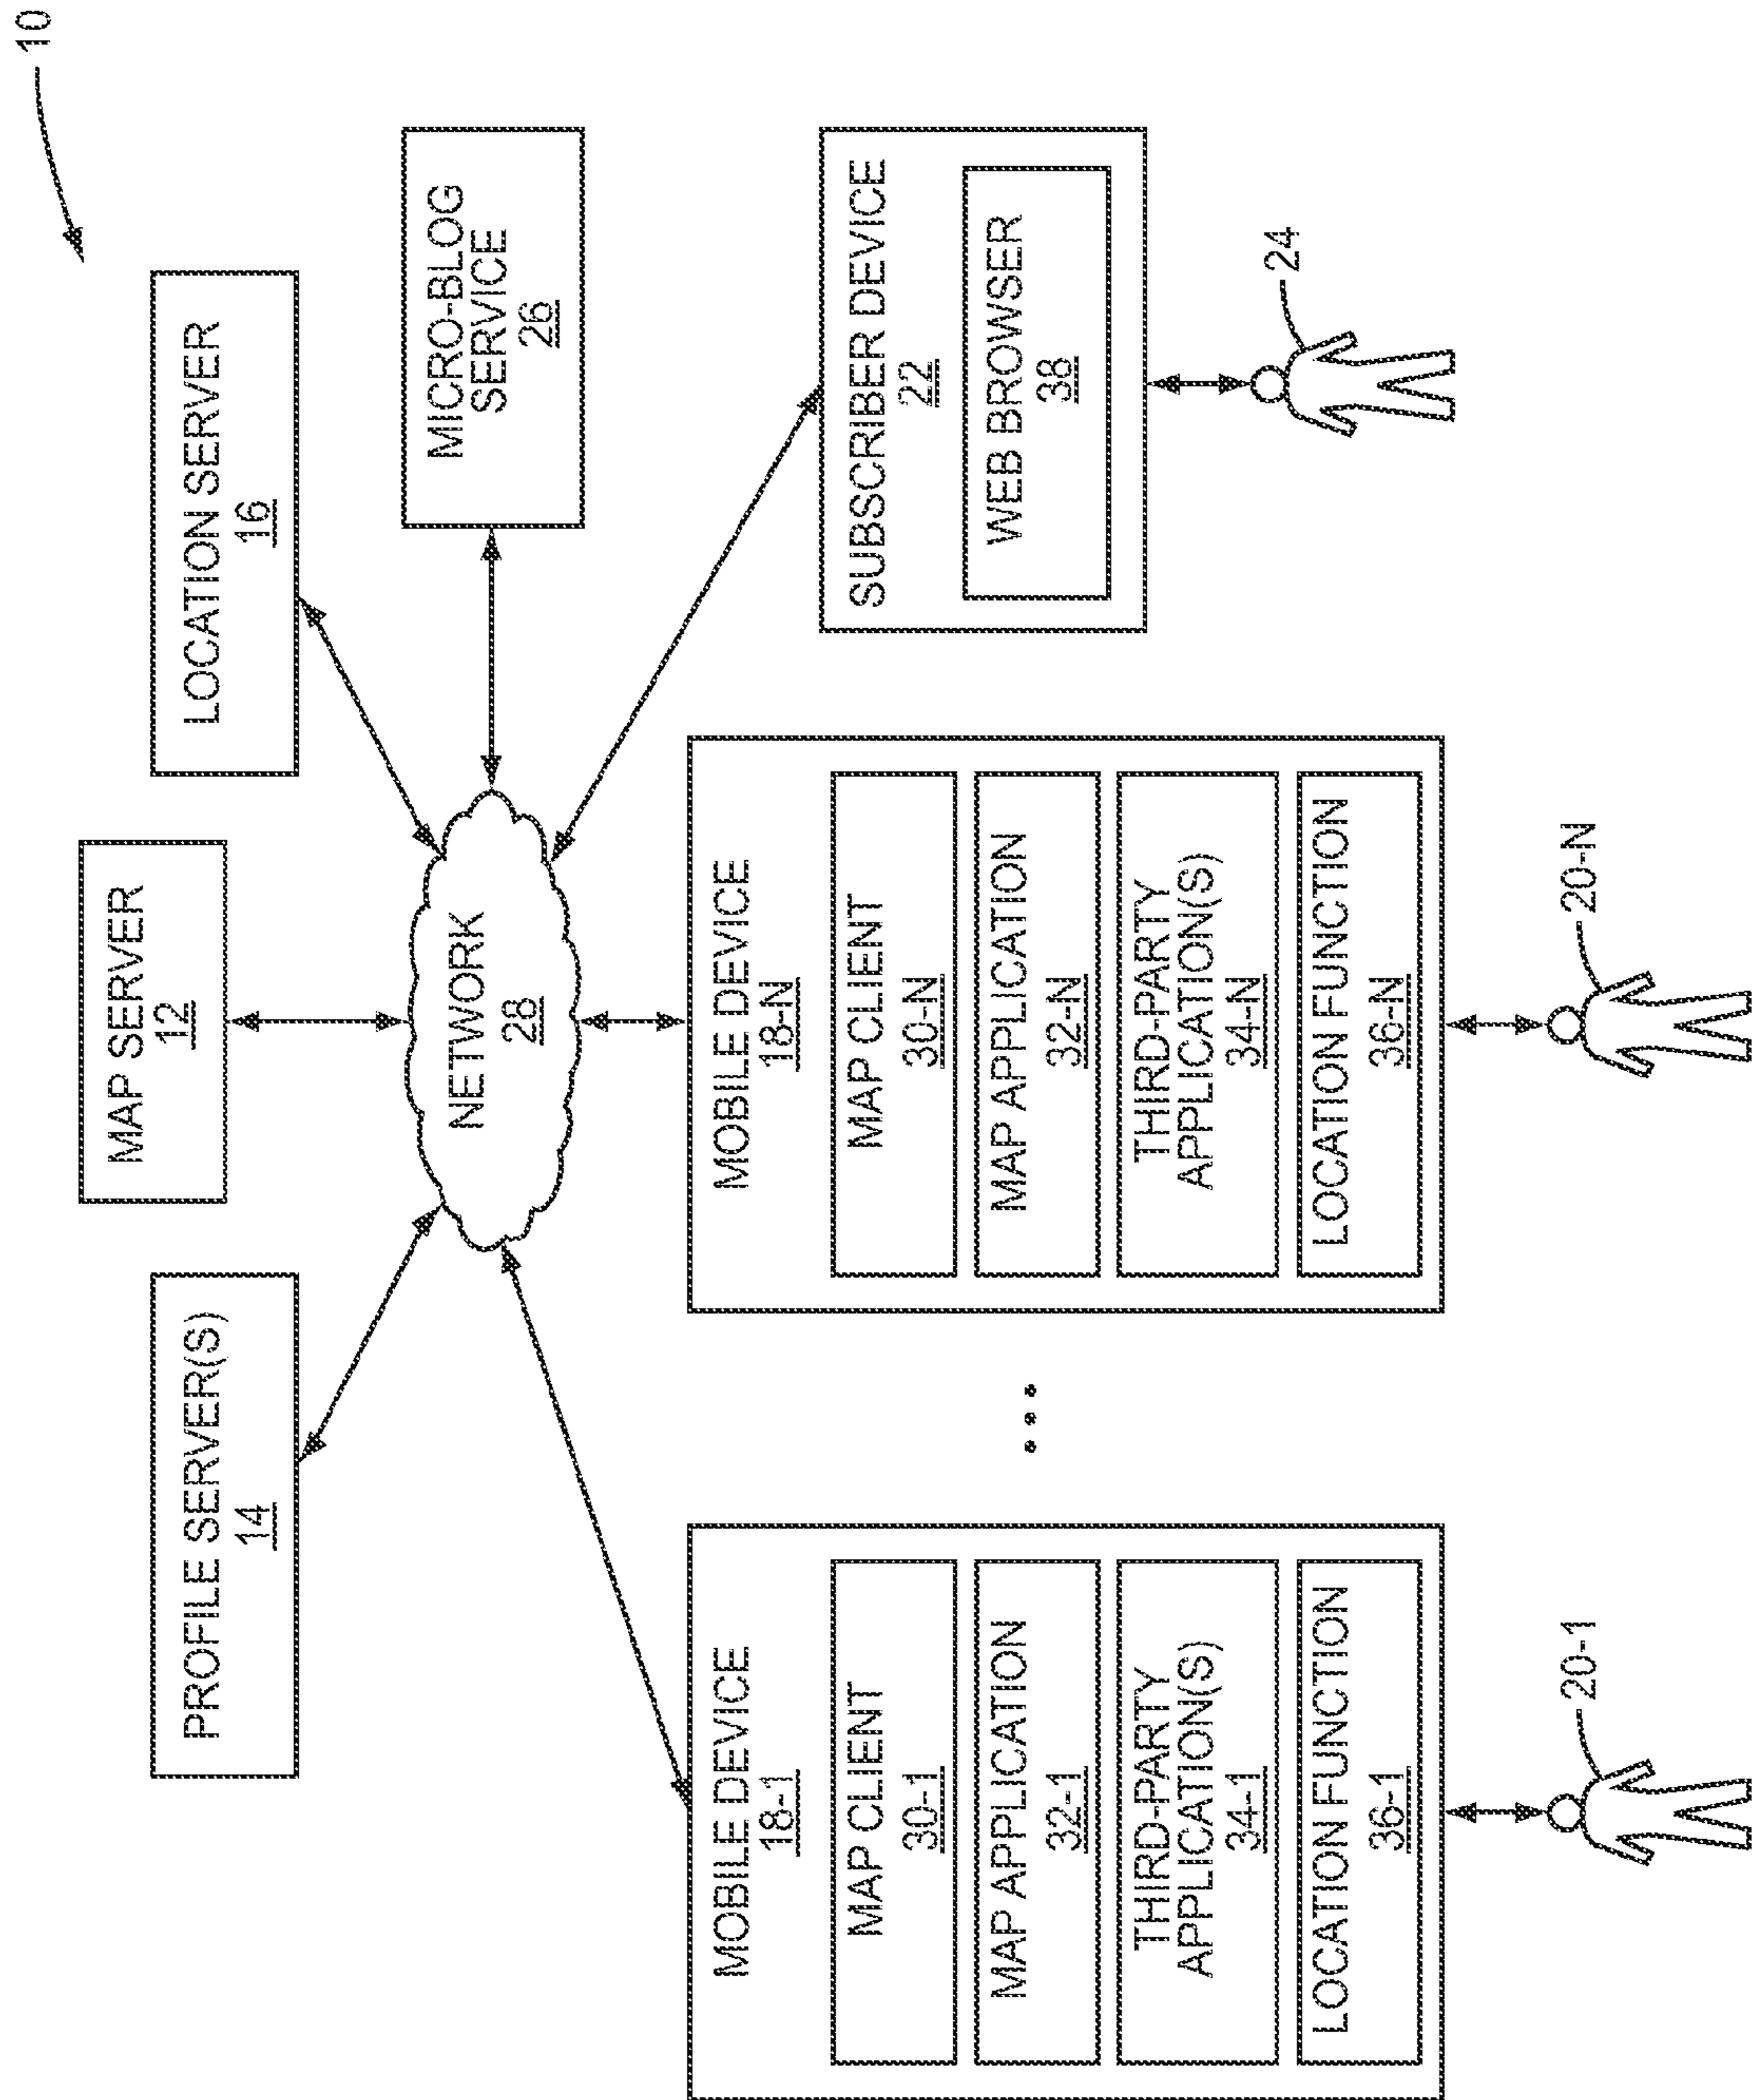 10
MAP SERVER
12
PROFILE SERVER(S)
14
LOCATION SERVER
16
NETWORK
28
MICRO-BLOG
SERVICE
26
MOBILE DEVICE
18-1
MAP CLIENT
30-1
MAP APPLICATION
32-1
THIRD-PARTY
APPLICATION(S)
34-1
LOCATION FUNCTION
36-1
20-1
MOBILE DEVICE
18-N
MAP CLIENT
30-N
MAP APPLICATION
32-N
THIRD-PARTY
APPLICATION(S)
34-N
LOCATION FUNCTION
36-N
20-N
SUBSCRIBER DEVICE
22
WEB BROWSER
38
24